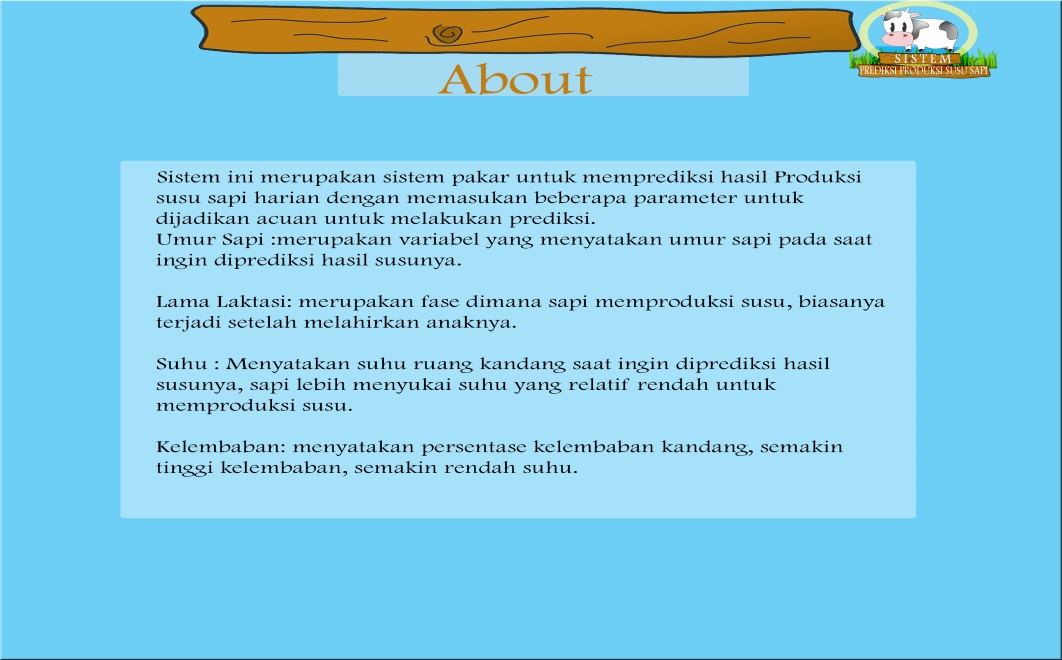 SISTEM
PREDIKSI PRODUKSI SUSU SAPI
About
Sistem ini merupakan sistem pakar untuk memprediksi hasil Produksi
susu sapi harian dengan memasukan beberapa parameter untuk
dijadikan acuan untuk melakukan prediksi.
Umur Sapi :merupakan variabel yang menyatakan umur sapi pada saat
ingin diprediksi hasil susunya.
Lama Laktasi: merupakan fase dimana sapi memproduksi susu, biasanya
terjadi setelah melahirkan anaknya.
Suhu : Menyatakan suhu ruang kandang saat ingin diprediksi hasil
susunya, sapi lebih menyukai suhu yang relatif rendah untuk
memproduksi susu.
Kelembaban: menyatakan persentase kelembaban kandang, semakin
tinggi kelembaban, semakin rendah suhu.